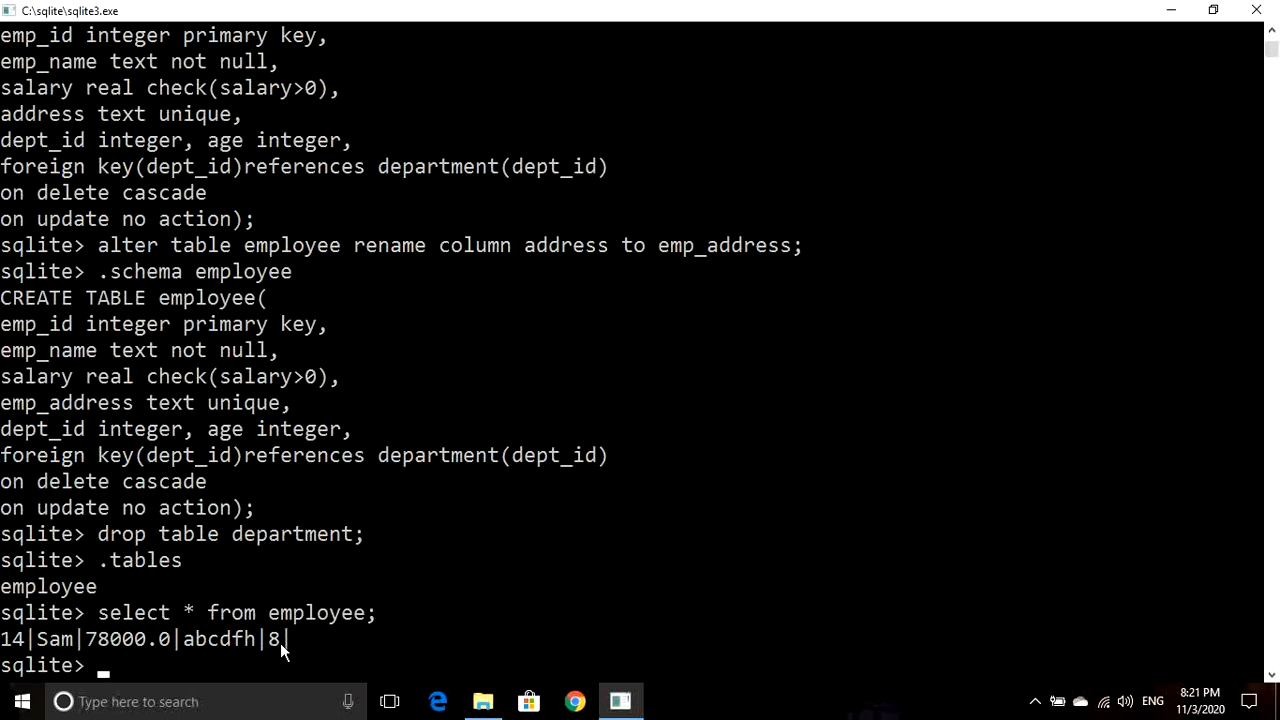 C:\sqlite\sqlite3.exe
emp_id integer primary key,
emp_name text not null,
salary real check(salary>0),
address text unique,
dept_id integer, age integer,
foreign key(dept_id)references department(dept_id)
on delete cascade
on update no action);
sqlite> alter table employee rename column address to emp_address;
sqlite> .schema employee
CREATE TABLE employee(
emp_id integer primary key,
emp_name text not null,
salary real check(salary>0),
emp_address text unique,
dept_id integer, age integer,
foreign key(dept_id)references department(dept_id)
on delete cascade
on update no action);
sqlite> drop table department;
sqlite> .tables
employee
sqlite> select * from employee;
14|Sam|78000.0|abcdfh|8|
sqlite>
Type here to search
ENG
8:21 PM
11/3/2020